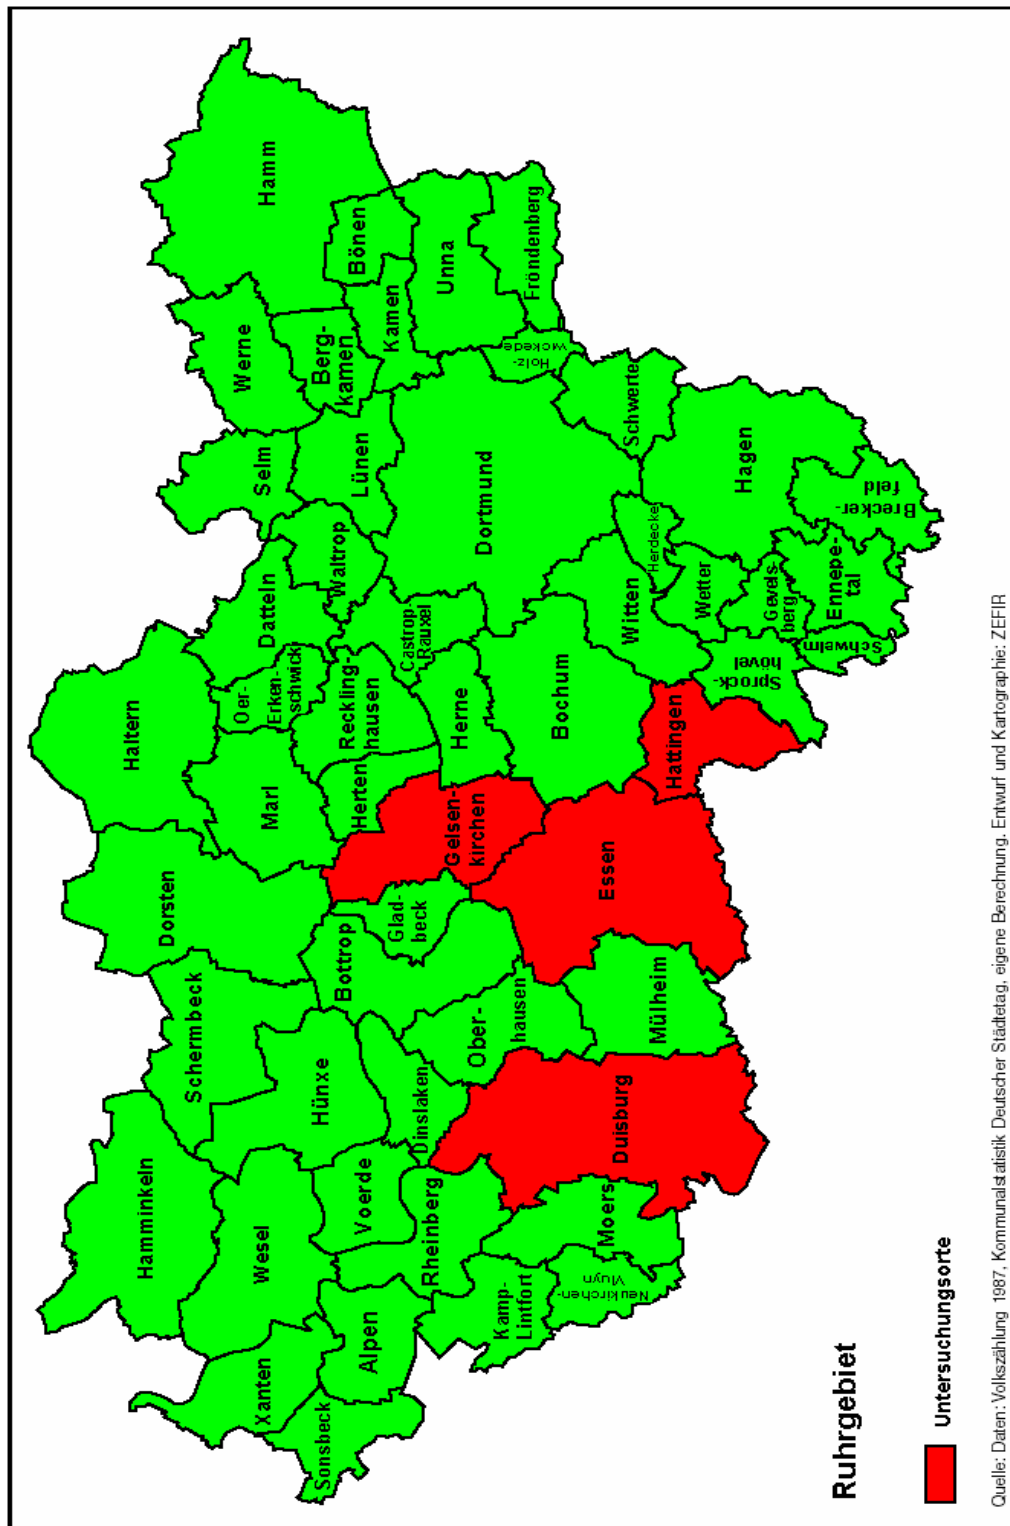 Hamm
Werne
Bönen
Berg-
kamen
Kamen
Unna
Fröndenberg
Holz-
wickede
Selm
Lünen
Schwerte
Dortmund
Hagen
Brecker-
feld
Datteln
Waltrop
Castrop-
Rauxel
Witten
Herdecke
Wetter
Gevels-
berg
Ennepe-
tal
Schwelm
Sprock-
hövel
Haltern
Oer-
Erken-
schwick
Reckling-
hausen
Herne
Bochum
Hattingen
Marl
Herten
Gelsen-
kirchen
Essen
Dorsten
Glad-
beck
Bottrop
Ober-
hausen
Mülheim
Schermbeck
Hünxe
Dinslaken
Duisburg
Hamminkeln
Wesel
Voerde
Rheinberg
Moers
Neukirchen-
Vluyn
Kamp-
Lintfort
Alpen
Xanten
Sonsbeck
Ruhrgebiet
Untersuchungsorte
Quelle: Daten: Volkszählung 1987, Kommunalstatistik Deutscher Städtetag, eigene Berechnung. Entwurf und Kartographie: ZEFIR